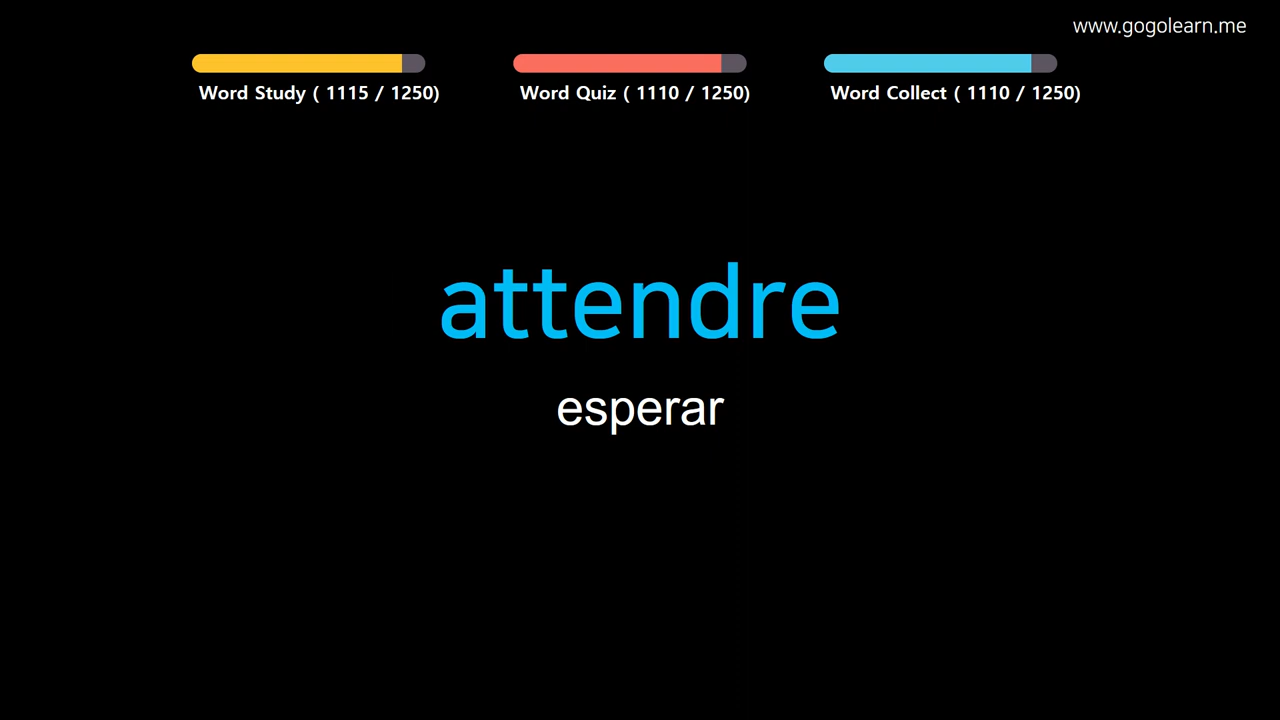 www.gogolearn.me
Word Study ( 1115 / 1250)
Word Quiz ( 1110 / 1250)
Word Collect ( 1110 / 1250)
attendre
esperar